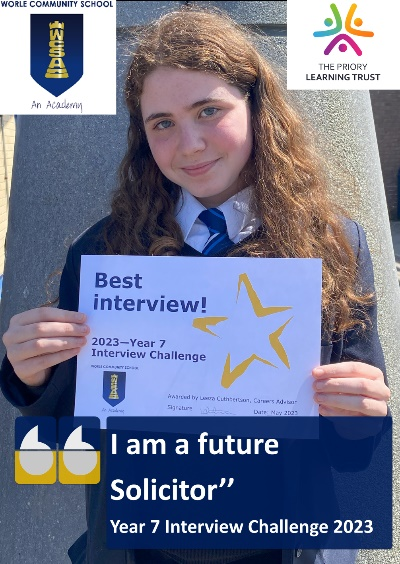 WORLE COMMUNITY SCHOOL
WCSA
An Academy
THE PRIORY
LEARNING TRUST
Best
interview!
2023—Year 7
Interview Challenge
WORLE COMMUNITY SCHOOL
An Academy
Awarded by Leeza Cuthbertson, Careers Advisor
Signature
Date: May 2023
I am a future
Solicitor”
Year 7 Interview Challenge 2023